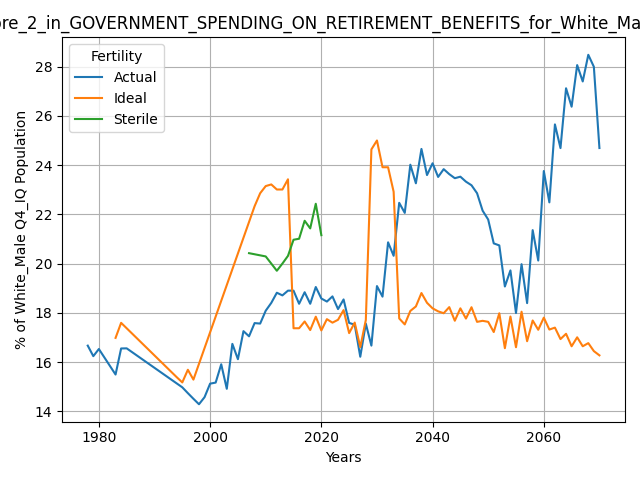 ore_2_in_GOVERNMENT_SPENDING_ON_RETIREMENT_BENEFITS_for_White_Ma
Fertility
Actual
Ideal
Sterile
% of White_Male Q4_IQ Population
28
26
24
22
20
18
16
14
1980
2000
2020
2040
2060
Years